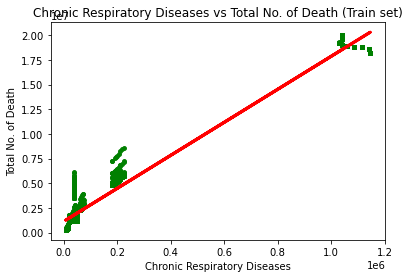 Chronic Respiratory Diseases vs Total No. of Death (Train set)
1e7
2.00
1.75
1.50
1.25
1.00
0.75
0.50
0.25
0.00
Total No. of Death
0.0 0.2 0.4 0.6 0.8 1.0 1.2
1e6
Chronic Respiratory Diseases